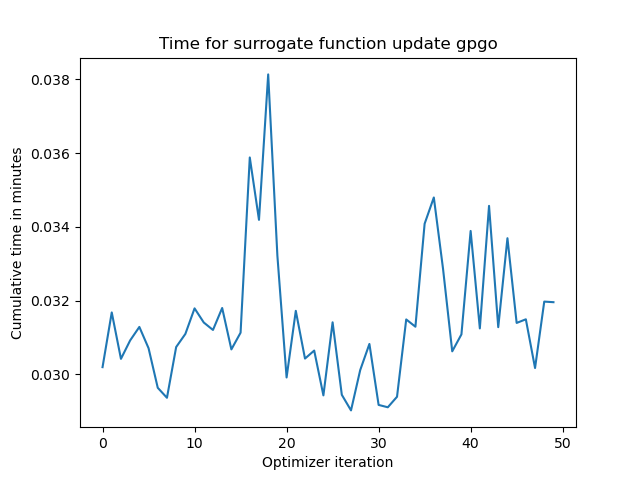 Time for surrogate function update gpgo
Cumulative time in minutes
0.038
0.036
0.034
0.032
0.030
0 10 20 30 40 50
Optimizer iteration